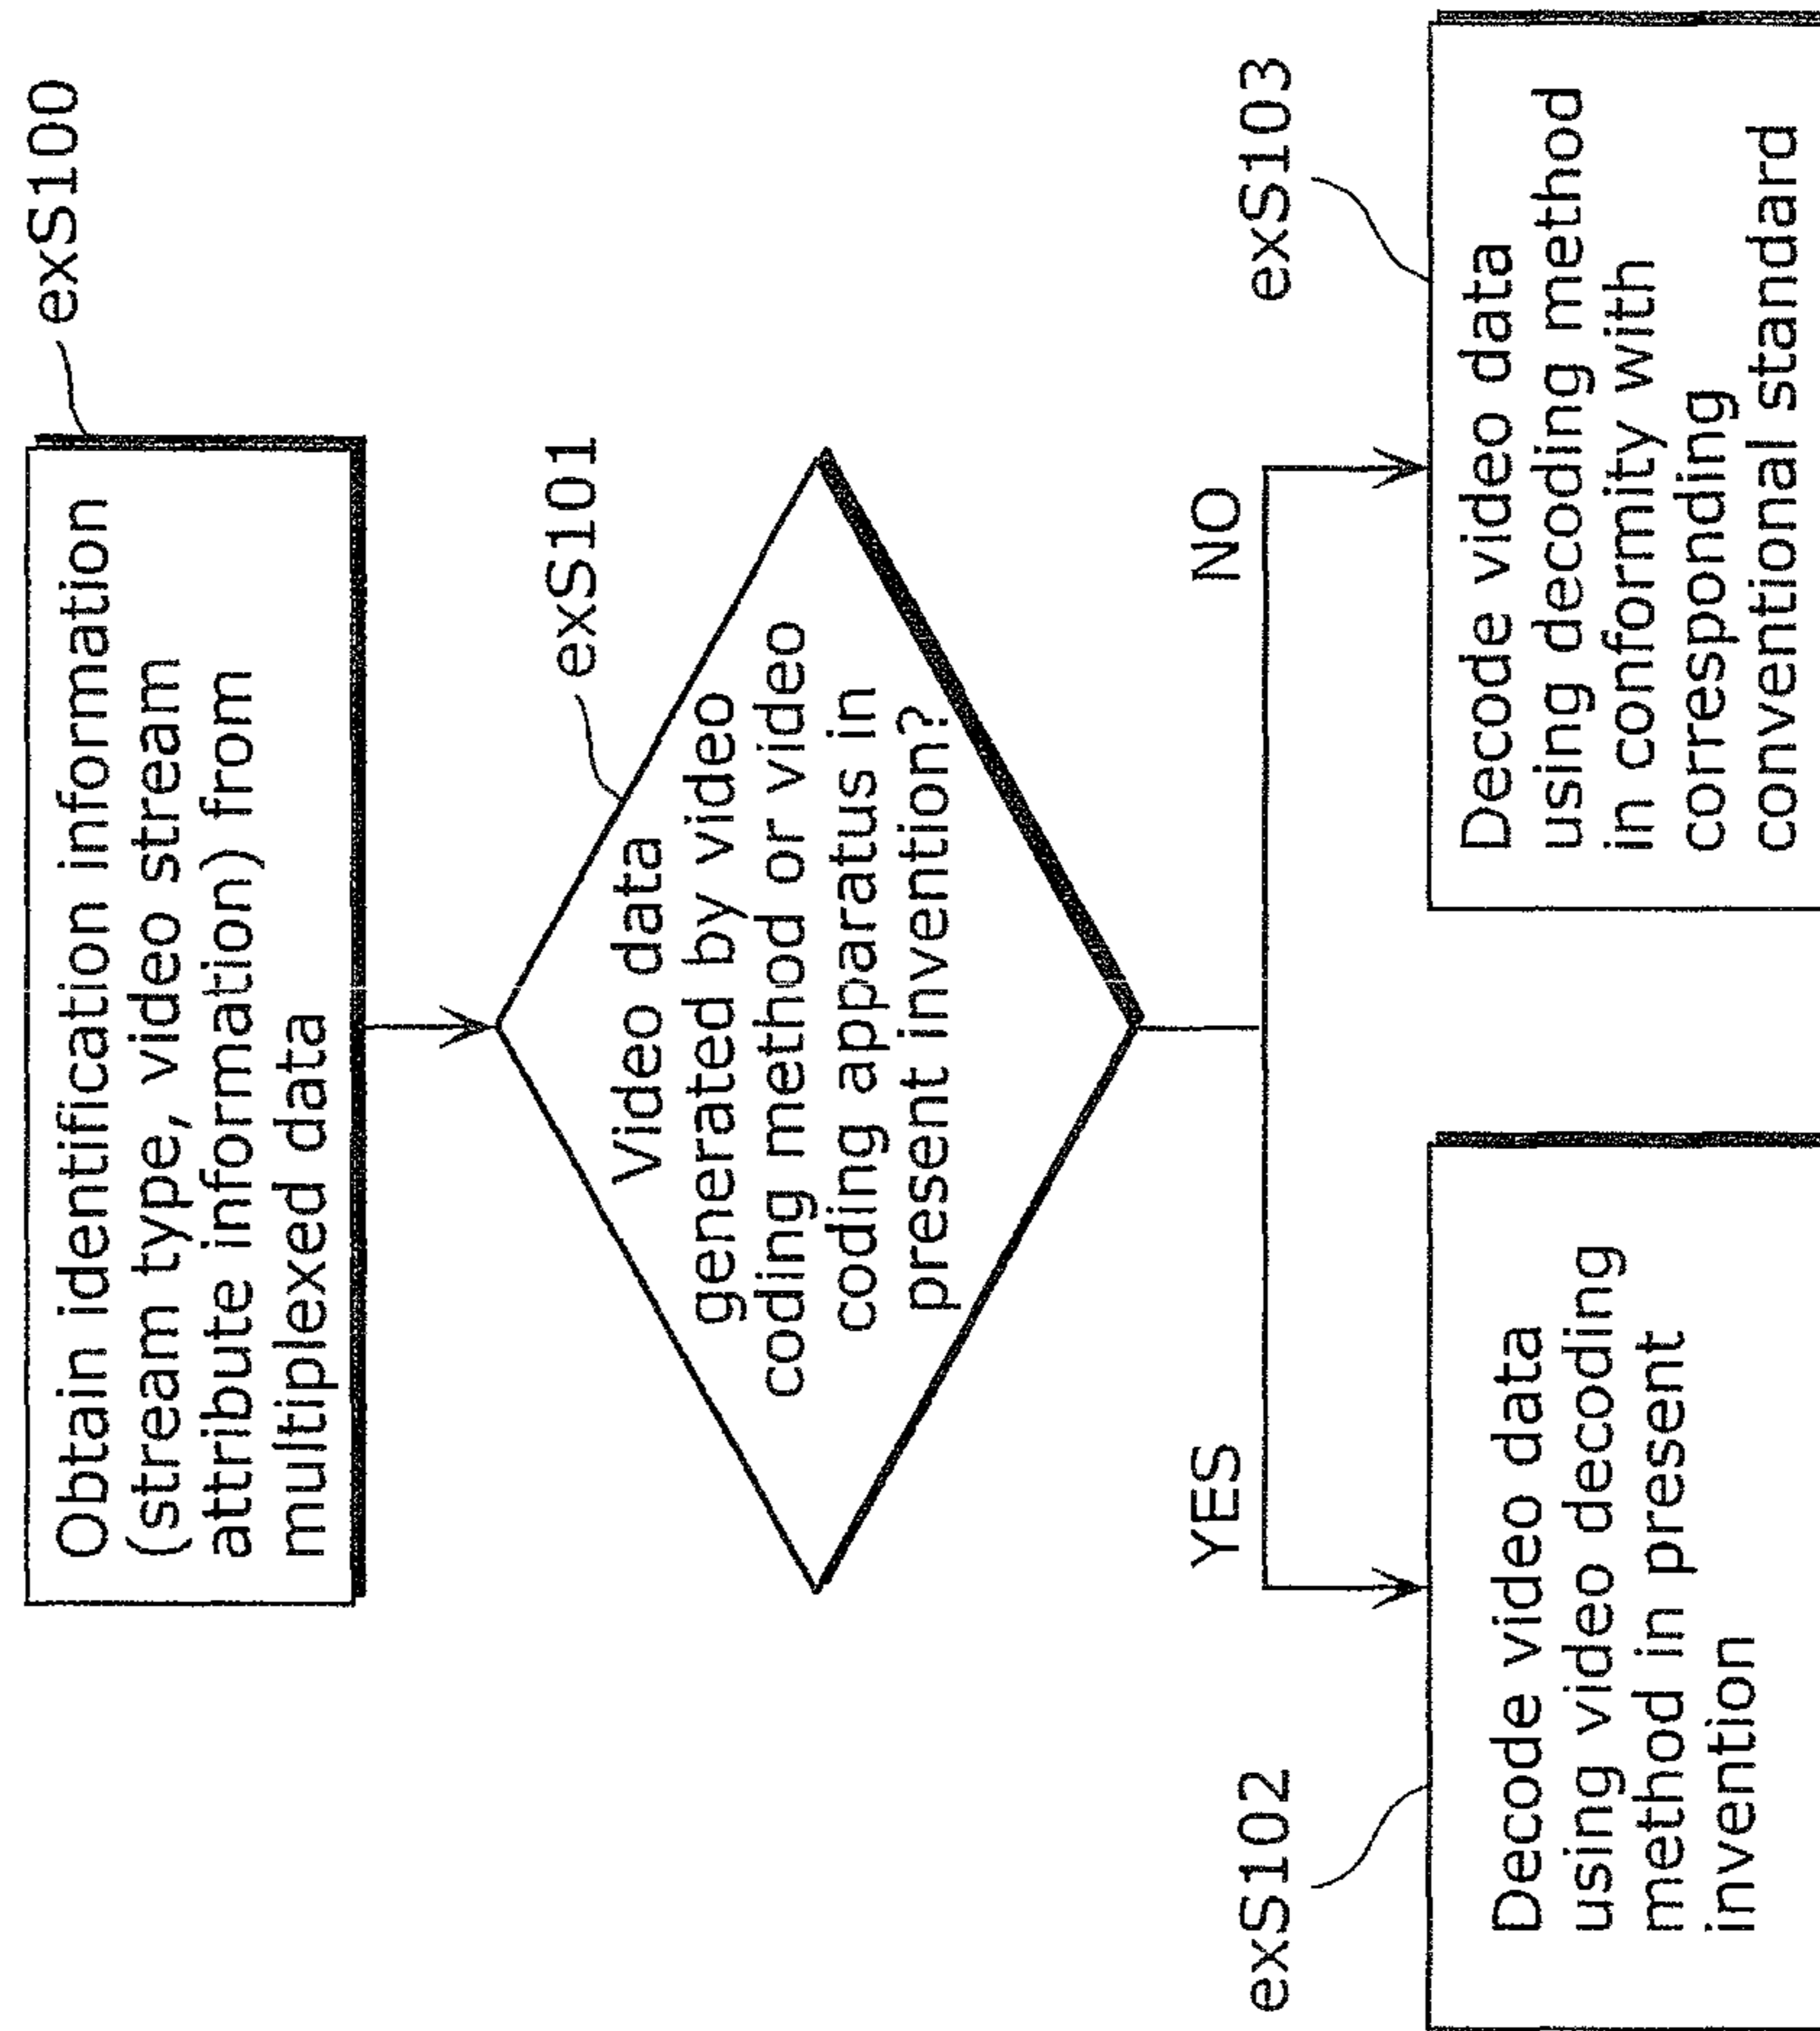 exS100
Obtain identification information
(stream type, video stream
attribute information) from
multiplexed data
exS101
Video data
generated by video
coding method or video
coding apparatus in
present invention?
YES
NO
exS102
Decode video data
using video decoding
method in present
invention
exS103
Decode video data
using decoding method
in conformity with
corresponding
conventional standard